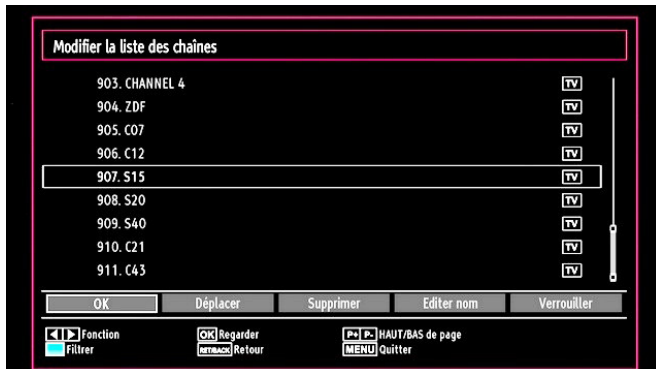 Modifier la liste des chaînes
903. CHANNEL 4 TV
904. ZDF TV
905. C07 TV
906. C12 TV
907. S15 TV
908. S20 TV
909. S40 TV
910. C21 TV
911. C43 TV
OK Déplacer Supprimer Editer nom Verrouiller
Fonction OK Regarder P+ P- HAUT/BAS de page
Filtrer RET/BACK Retour MENU Quitter